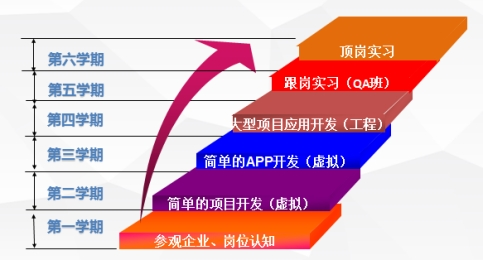 第六学期
顶岗实习
第五学期
跟岗实习（QA班）
第四学期
大型项目应用开发（工程）
第三学期
简单的APP开发（虚拟）
第二学期
简单的项目开发（虚拟）
第一学期
参观企业、岗位认知